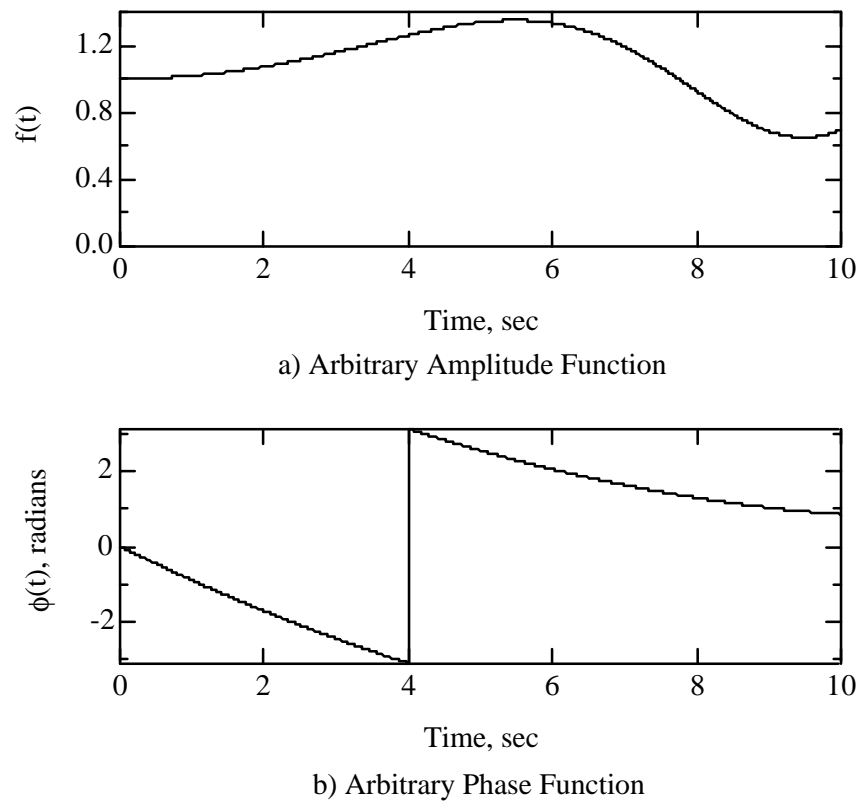 1.2
0.8
0.4
0.0
f(t)
0 2 4 6 8 10
Time, sec
a) Arbitrary Amplitude Function
2
0
-2
ϕ(t), radians
0 2 4 6 8 10
Time, sec
b) Arbitrary Phase Function